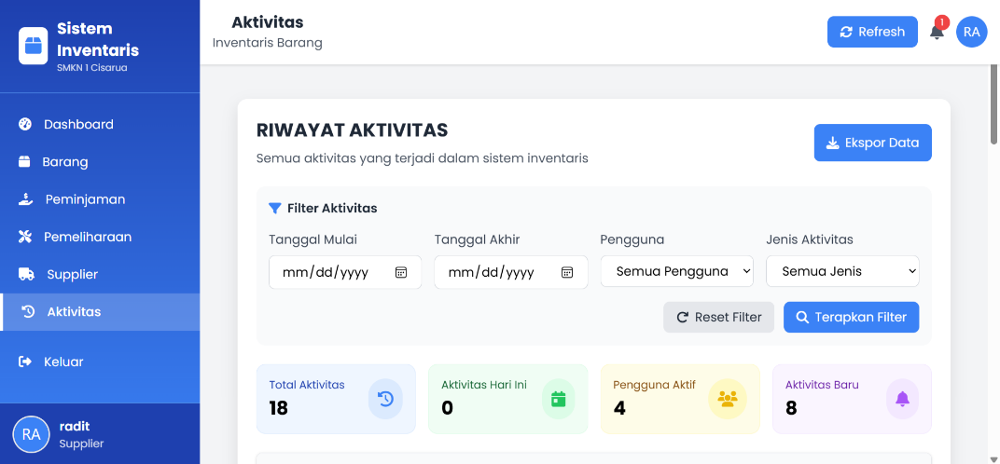 Sistem
Inventaris
SMKN 1 Cisarua
Dashboard
Barang
Peminjaman
Pemeliharaan
Supplier
Aktivitas
Keluar
RA
radit
Supplier
Aktivitas
Inventaris Barang
Refresh
1
RA
RIWAYAT AKTIVITAS
Semua aktivitas yang terjadi dalam sistem inventaris
Ekspor Data
Filter Aktivitas
Tanggal Mulai
Tanggal Akhir
Pengguna
Jenis Aktivitas
mm/dd/yyyy
mm/dd/yyyy
Semua Pengguna
Semua Jenis
Reset Filter
Terapkan Filter
Total Aktivitas
18
Aktivitas Hari Ini
0
Pengguna Aktif
4
Aktivitas Baru
8